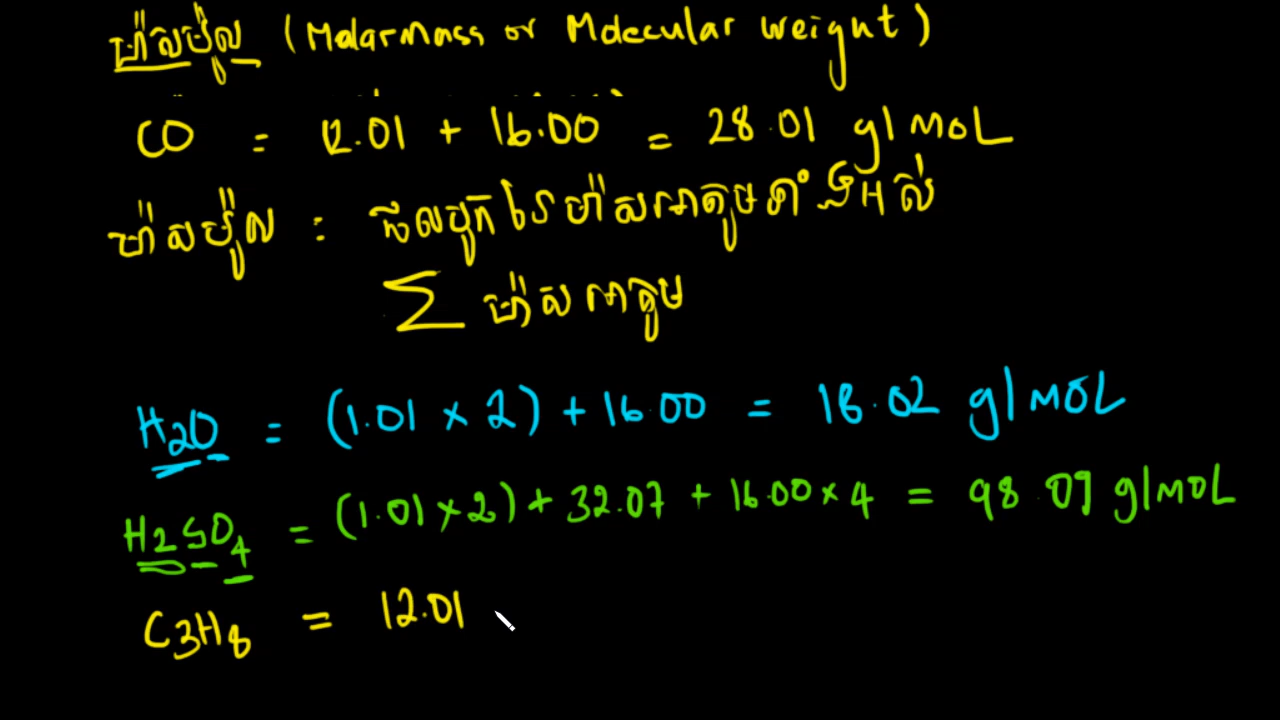 ម៉ាសម៉ូល (Molar Mass or Molecular weight)
CO = 12.01 + 16.00 = 28.01 g/MOL
ម៉ាសម៉ូល : ផលបូកនៃម៉ាសអាតូមទាំងអស់
∑ ម៉ាសអាតូម
H2O = (1.01 × 2) + 16.00 = 18.02 g/MOL
H2SO4 = (1.01 × 2) + 32.07 + 16.00 × 4 = 98.09 g/MOL
C3H8 = 12.01